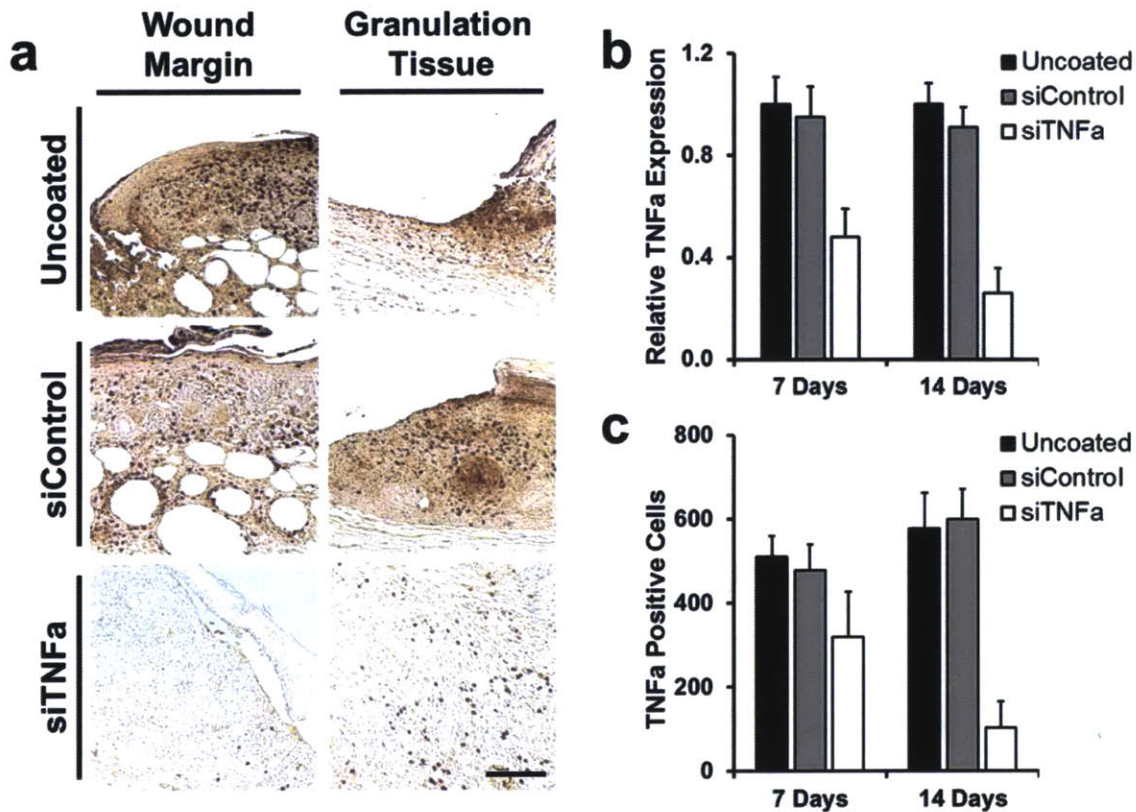 a
Wound
Margin
Granulation
Tissue
Uncoated
siControl
siTNFa
b
Relative TNFa Expression
1.2
0.8
0.4
0.0
7 Days
14 Days
Uncoated
siControl
siTNFa
c
TNFa Positive Cells
800
600
400
200
0
7 Days
14 Days
Uncoated
siControl
siTNFa